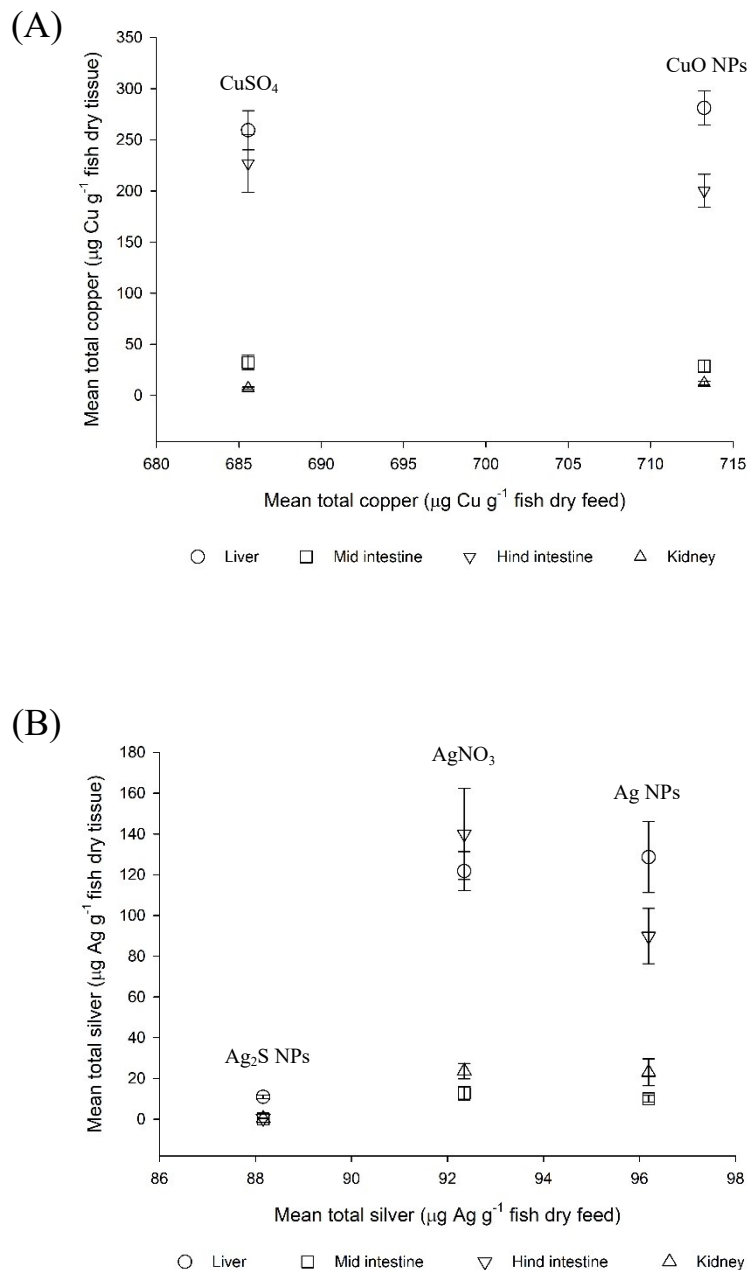 (A)
350
300
250
200
150
100
50
0
Mean total copper (μg Cu g⁻¹ fish dry tissue)
CuSO₄
CuO NPs
680 685 690 695 700 705 710 715
Mean total copper (μg Cu g⁻¹ fish dry feed)
Liver Mid intestine Hind intestine Kidney
(B)
180
160
140
120
100
80
60
40
20
0
Mean total silver (μg Ag g⁻¹ fish dry tissue)
AgNO₃
Ag NPs
Ag₂S NPs
86 88 90 92 94 96 98
Mean total silver (μg Ag g⁻¹ fish dry feed)
Liver Mid intestine Hind intestine Kidney